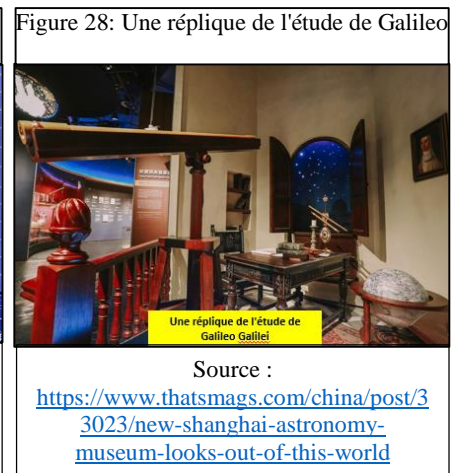 Figure 28: Une réplique de l'étude de Galileo
Une réplique de l'étude de
Galileo Galilei
Source :
https://www.thatsmags.com/china/post/3
3023/new-shanghai-astronomy-
museum-looks-out-of-this-world